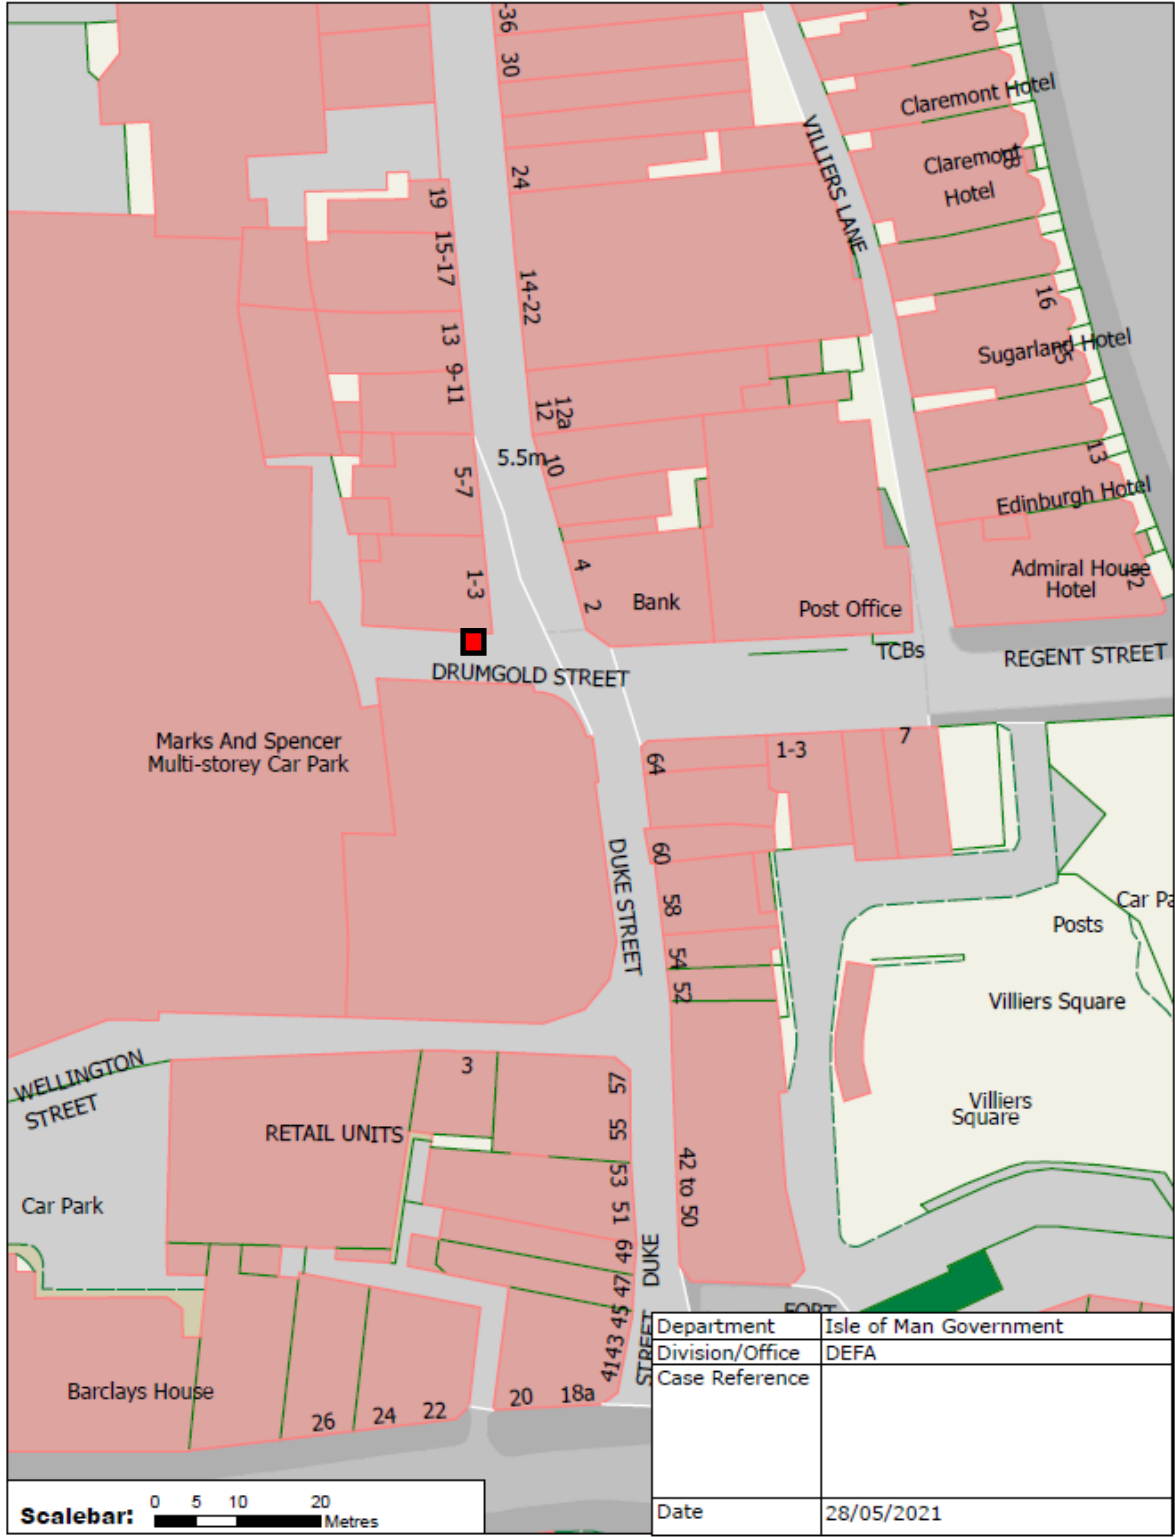 -36
30
24
14-22
12
12a
10
4
2
19
15-17
13
9-11
5-7
1-3
5.5m
VILLIERS LANE
20
Claremont Hotel
18
Claremont
Hotel
16
Sugarland Hotel
15
13
Edinburgh Hotel
12
Admiral House
Hotel
Bank
Post Office
TCBs
REGENT STREET
DRUMGOLD STREET
Marks And Spencer
Multi-storey Car Park
64
1-3
7
60
58
54
52
42 to 50
DUKE STREET
Posts
Car Pa
Villiers Square
Villiers
Square
WELLINGTON
STREET
3
RETAIL UNITS
57
55
53
51
49
47
45
43
41
Car Park
Barclays House
26
24
22
20
18a
DUKE
STREET
FORT
Department Isle of Man Government
Division/Office DEFA
Case Reference
Date 28/05/2021
Scalebar: 0 5 10 20
Metres